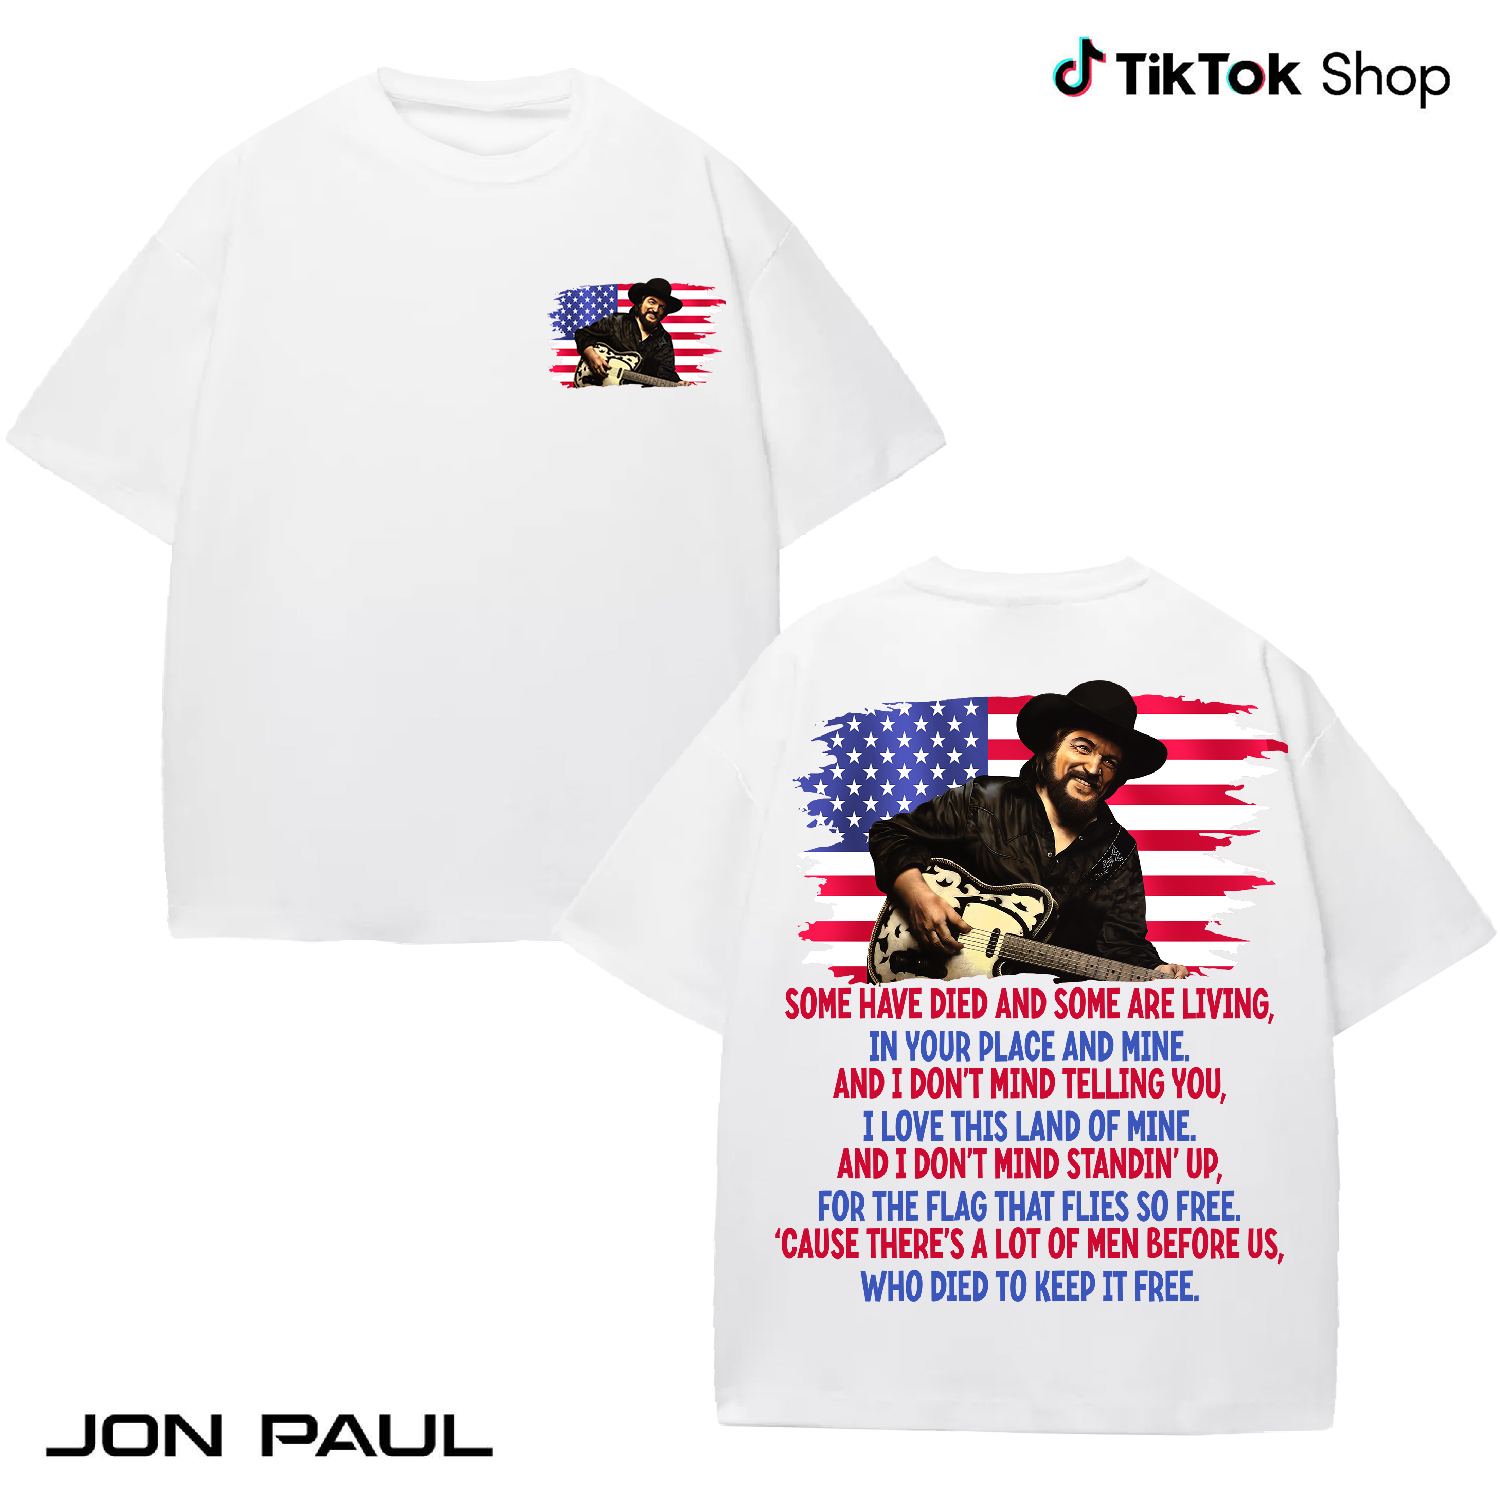 TikTok Shop
SOME HAVE DIED AND SOME ARE LIVING,
IN YOUR PLACE AND MINE.
AND I DON'T MIND TELLING YOU,
I LOVE THIS LAND OF MINE.
AND I DON'T MIND STANDIN' UP,
FOR THE FLAG THAT FLIES SO FREE.
‘CAUSE THERE'S A LOT OF MEN BEFORE US,
WHO DIED TO KEEP IT FREE.
JON PAUL